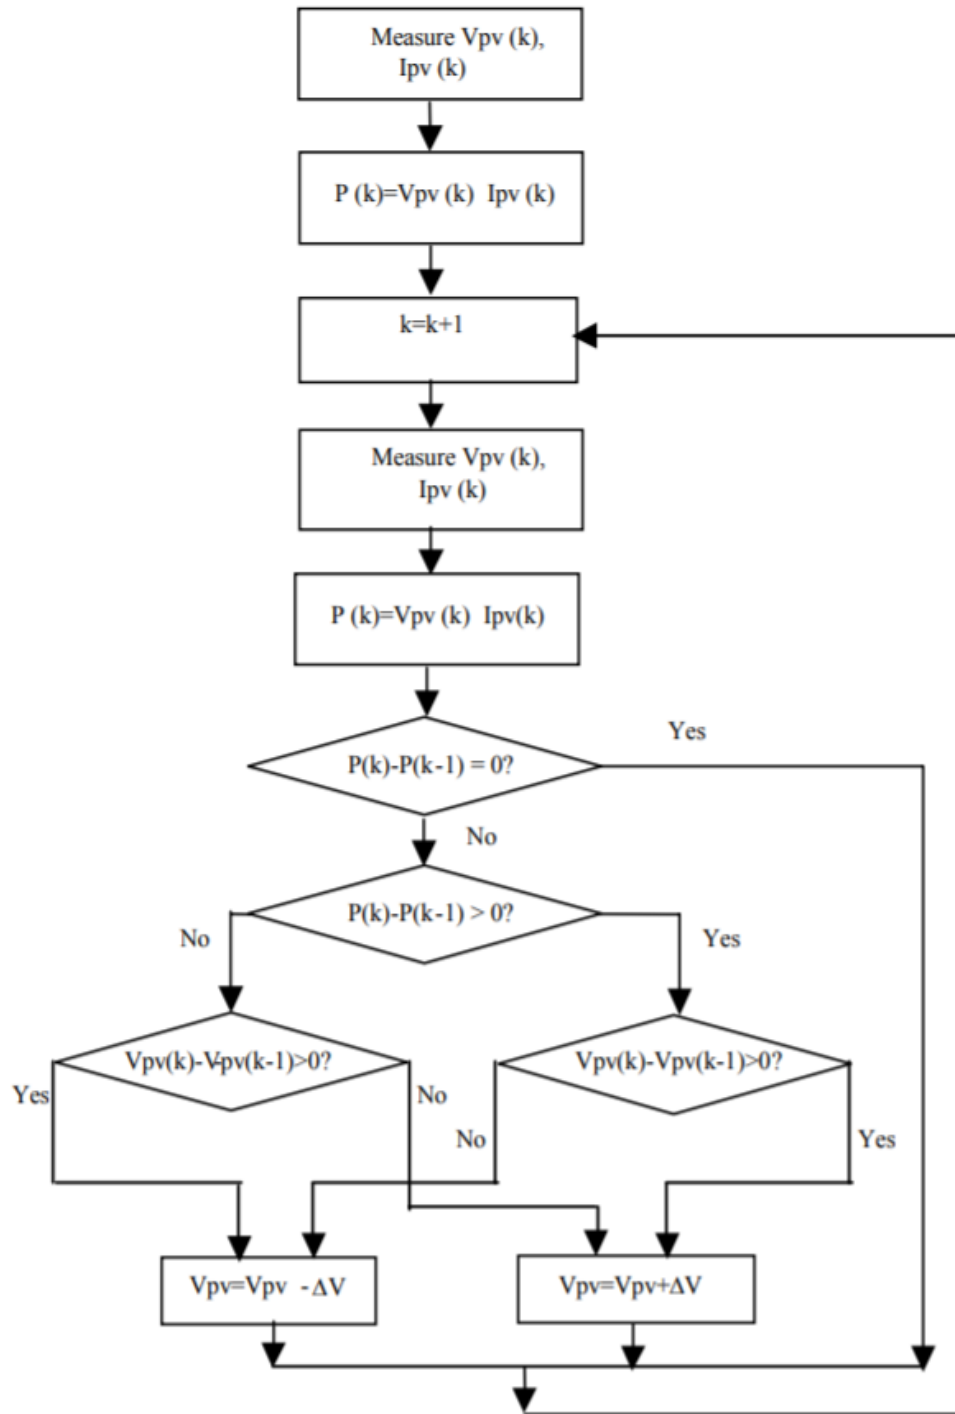 Measure Vpv (k),
Ipv (k)
P (k)=Vpv (k) Ipv (k)
k=k+1
Measure Vpv (k),
Ipv (k)
P (k)=Vpv (k) Ipv(k)
P(k)-P(k-1) = 0?
Yes
No
P(k)-P(k-1) > 0?
No
Yes
Vpv(k)-Vpv(k-1)>0?
Vpv(k)-Vpv(k-1)>0?
Yes
No
No
Yes
Vpv=Vpv - ΔV
Vpv=Vpv+ΔV